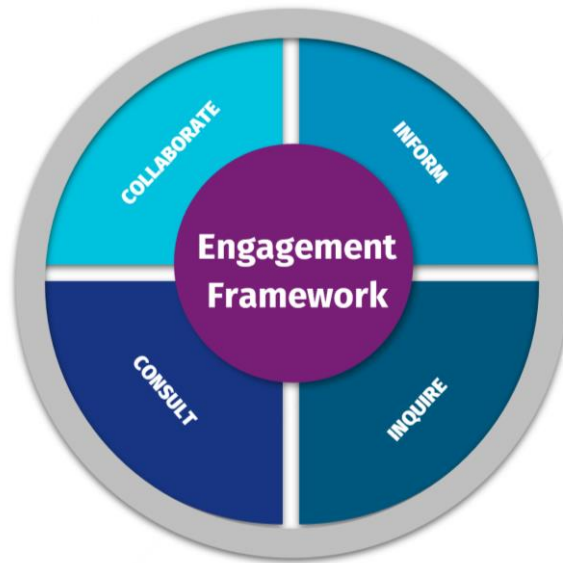 COLLABORATE
INFORM
Engagement
Framework
CONSULT
INQUIRE